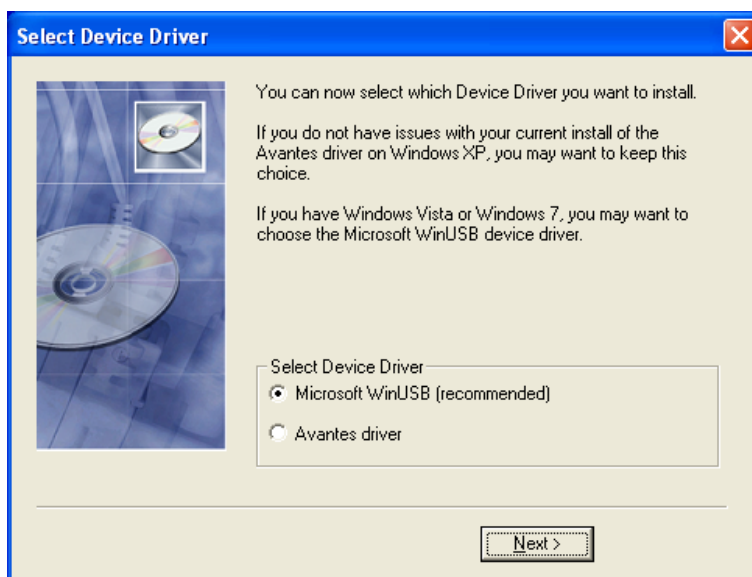 Select Device Driver
You can now select which Device Driver you want to install.
If you do not have issues with your current install of the
Avantes driver on Windows XP, you may want to keep this
choice.
If you have Windows Vista or Windows 7, you may want to
choose the Microsoft WinUSB device driver.
Select Device Driver
Microsoft WinUSB (recommended)
Avantes driver
Next >